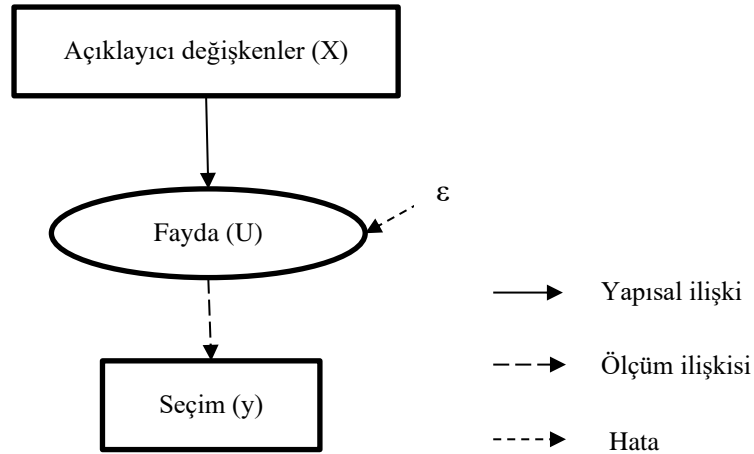 Açıklayıcı değişkenler (X)
ε
Fayda (U)
Yapısal ilişki
Ölçüm ilişkisi
Seçim (y)
Hata